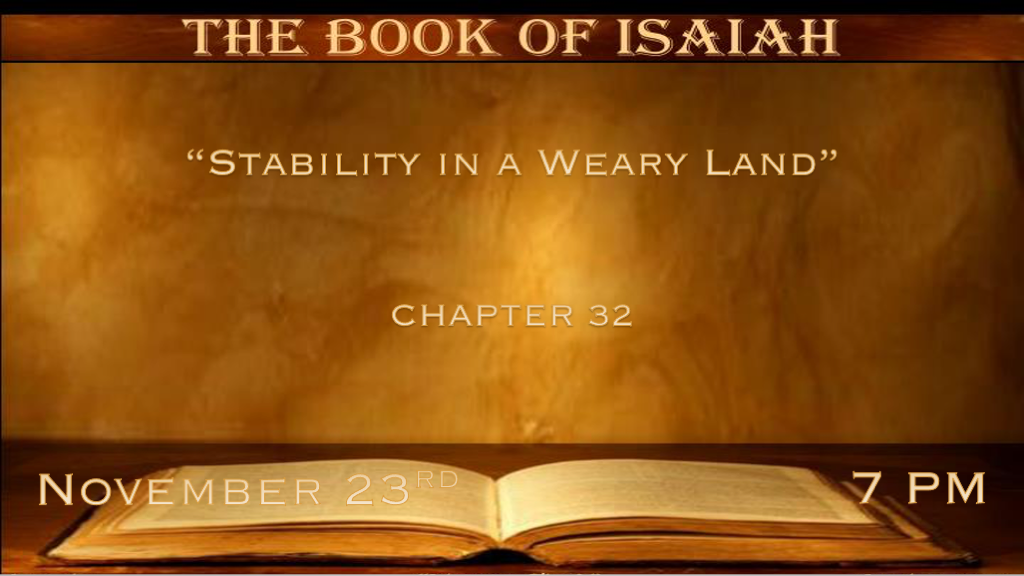 THE BOOK OF ISAIAH
“STABILITY IN A WEARY LAND”
CHAPTER 32
NOVEMBER 23RD
7 PM